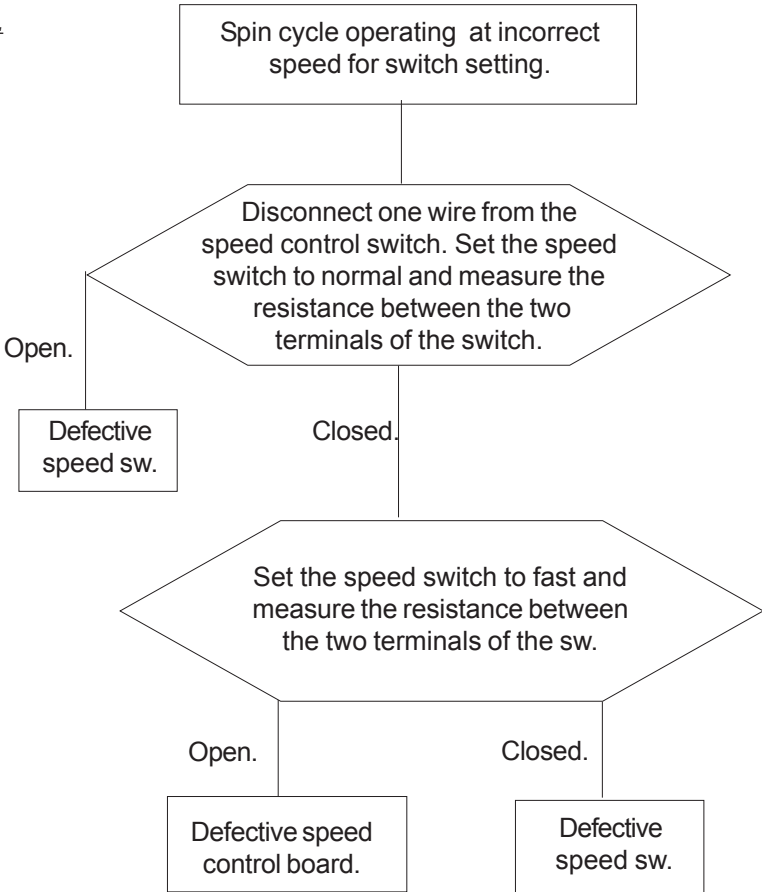 Spin cycle operating at incorrect
speed for switch setting.
Disconnect one wire from the
speed control switch. Set the speed
switch to normal and measure the
resistance between the two
terminals of the switch.
Open.
Defective
speed sw.
Closed.
Set the speed switch to fast and
measure the resistance between
the two terminals of the sw.
Open.
Closed.
Defective speed
control board.
Defective
speed sw.